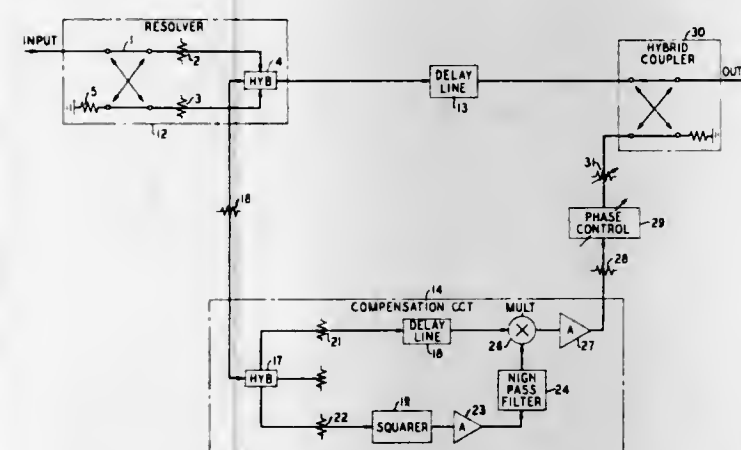 RESOLVER
INPUT
1
2
4
HYB
5
3
12
DELAY
LINE
13
30
HYBRID
COUPLER
OUT
31
PHASE
CONTROL
29
28
18
14
COMPENSATION CCT
MULT
21
DELAY
LINE
18
26
A
27
17
HYB
NIGH
PASS
FILTER
24
22
19
SQUARER
23
A